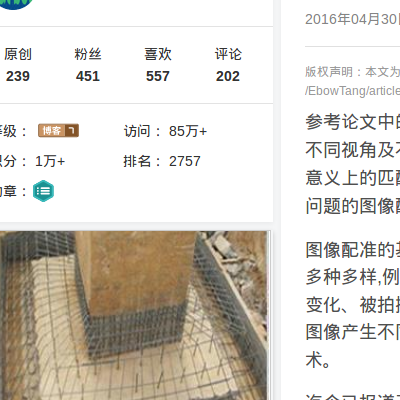 原创 粉丝 喜欢 评论
239 451 557 202
等级： 博客 7 访问： 85万+
积分： 1万+ 排名： 2757
勋章：
2016年04月30
版权声明：本文为
/EbowTang/article
参考论文中的
不同视角及不
意义上的匹配
问题的图像配
图像配准的基
多种多样,例
变化、被拍摄
图像产生不同
术。